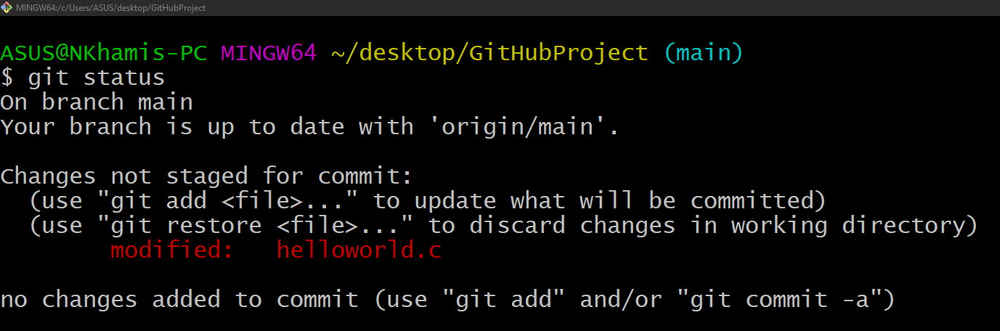 MINGW64:/c/Users/ASUS/desktop/GitHubProject
ASUS@NKhamis-PC MINGW64 ~/desktop/GitHubProject (main)
$ git status
On branch main
Your branch is up to date with 'origin/main'.
Changes not staged for commit:
  (use "git add <file>..." to update what will be committed)
  (use "git restore <file>..." to discard changes in working directory)
        modified:   helloworld.c
no changes added to commit (use "git add" and/or "git commit -a")